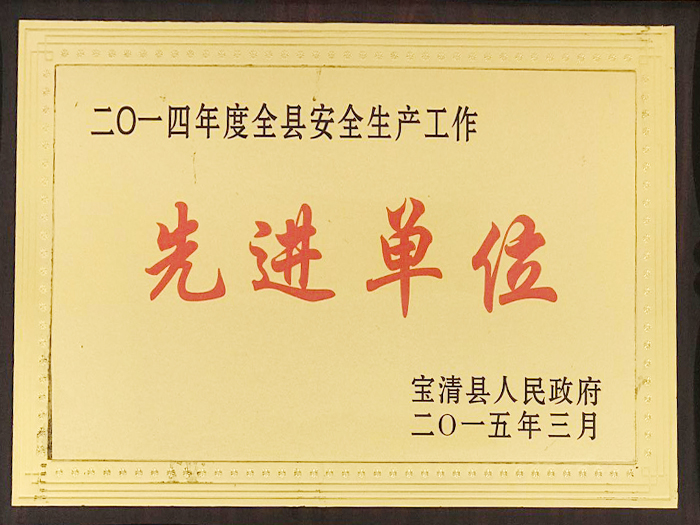 二〇一四年度全县安全生产工作
先进单位
宝清县人民政府
二〇一五年三月